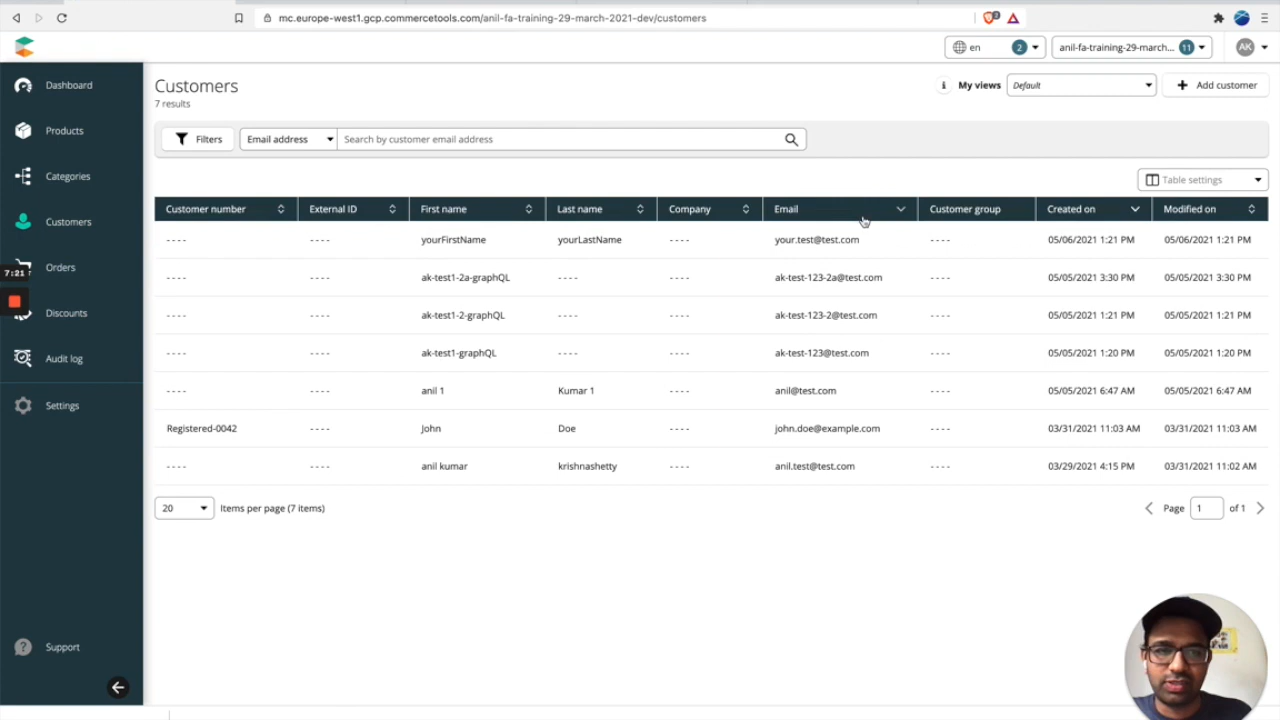 mc.europe-west1.gcp.commercetools.com/anil-fa-training-29-march-2021-dev/customers
2
en 2
anil-fa-training-29-march... 11
AK
Dashboard
Products
Categories
Customers
Orders
7:21
Discounts
Audit log
Settings
Support
Customers
7 results
My views Default
Add customer
Filters Email address Search by customer email address
Table settings
Customer number External ID First name Last name Company Email Customer group Created on Modified on
---- ---- yourFirstName yourLastName ---- your.test@test.com ---- 05/06/2021 1:21 PM 05/06/2021 1:21 PM
---- ---- ak-test1-2a-graphQL ---- ---- ak-test-123-2a@test.com ---- 05/05/2021 3:30 PM 05/05/2021 3:30 PM
---- ---- ak-test1-2-graphQL ---- ---- ak-test-123-2@test.com ---- 05/05/2021 1:21 PM 05/05/2021 1:21 PM
---- ---- ak-test1-graphQL ---- ---- ak-test-123@test.com ---- 05/05/2021 1:20 PM 05/05/2021 1:20 PM
---- ---- anil 1 Kumar 1 ---- anil@test.com ---- 05/05/2021 6:47 AM 05/05/2021 6:47 AM
Registered-0042 ---- John Doe ---- john.doe@example.com ---- 03/31/2021 11:03 AM 03/31/2021 11:03 AM
---- ---- anil kumar krishnashetty ---- anil.test@test.com ---- 03/29/2021 4:15 PM 03/31/2021 11:02 AM
20 Items per page (7 items)
Page 1 of 1